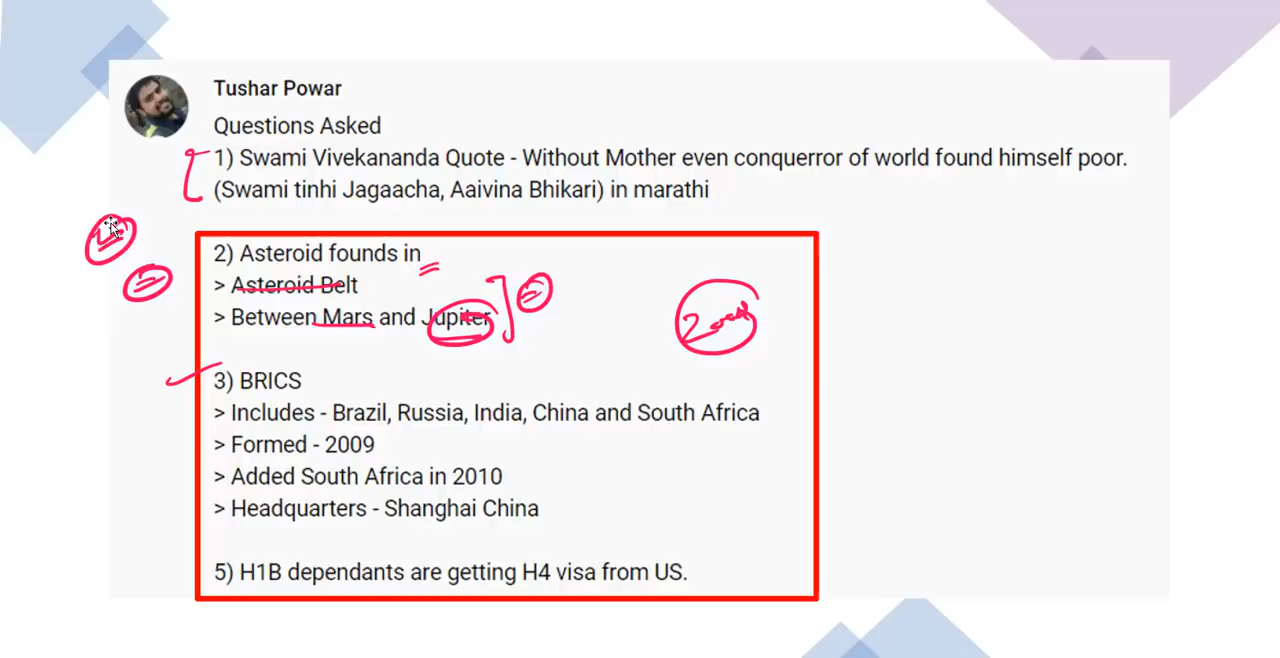 Tushar Powar
Questions Asked
1) Swami Vivekananda Quote - Without Mother even conquerror of world found himself poor.
(Swami tinhi Jagaacha, Aaivina Bhikari) in marathi
2) Asteroid founds in
> Asteroid Belt
> Between Mars and Jupiter
3) BRICS
> Includes - Brazil, Russia, India, China and South Africa
> Formed - 2009
> Added South Africa in 2010
> Headquarters - Shanghai China
5) H1B dependants are getting H4 visa from US.